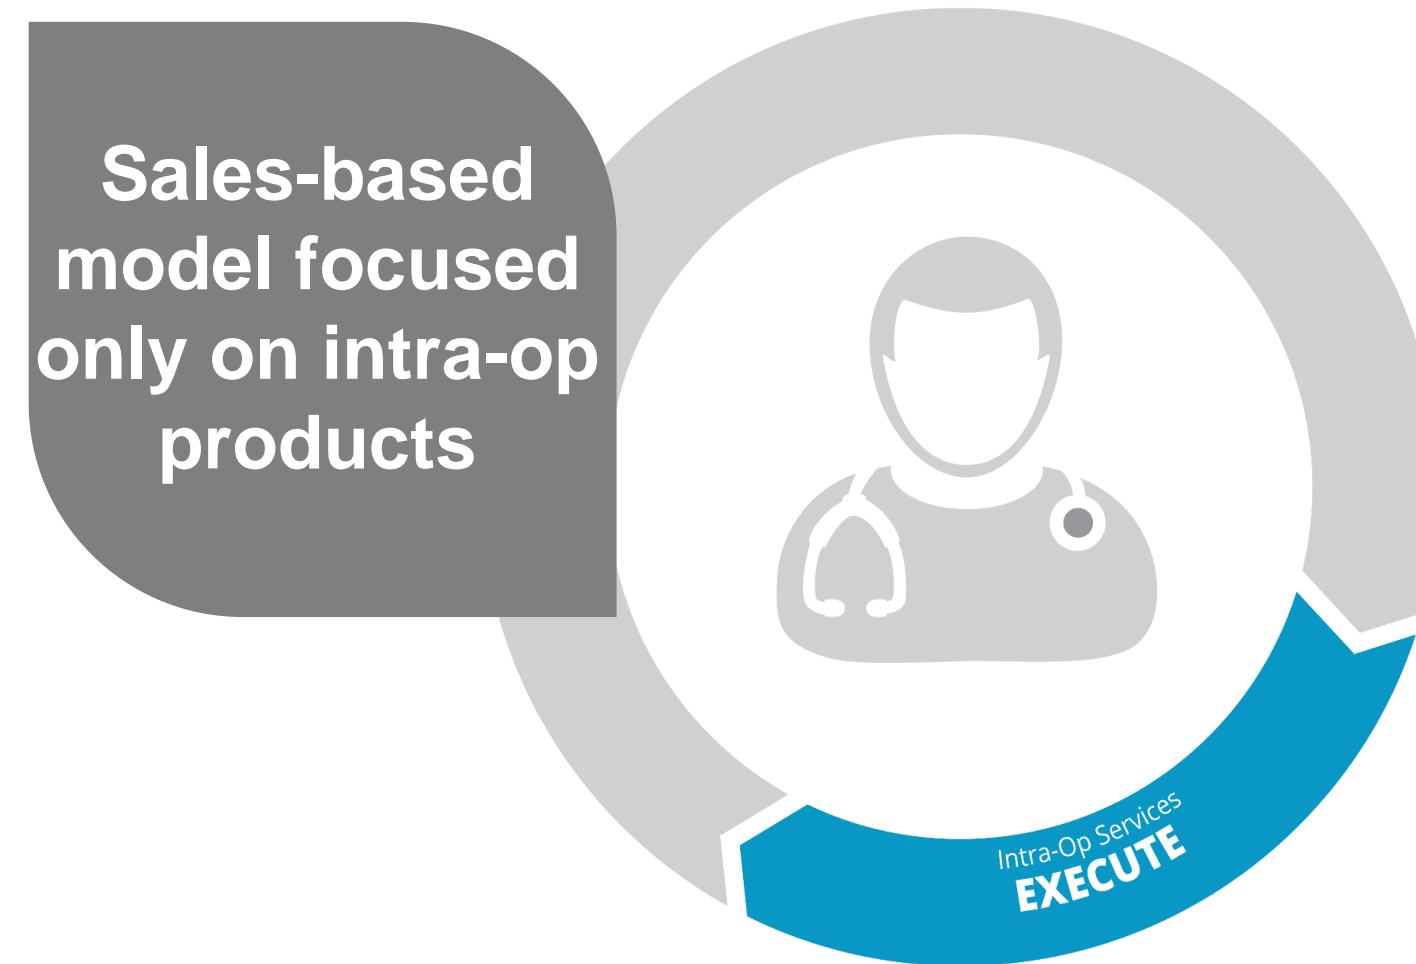 Sales-based
model focused
only on intra-op
products
Intra-Op Services
EXECUTE